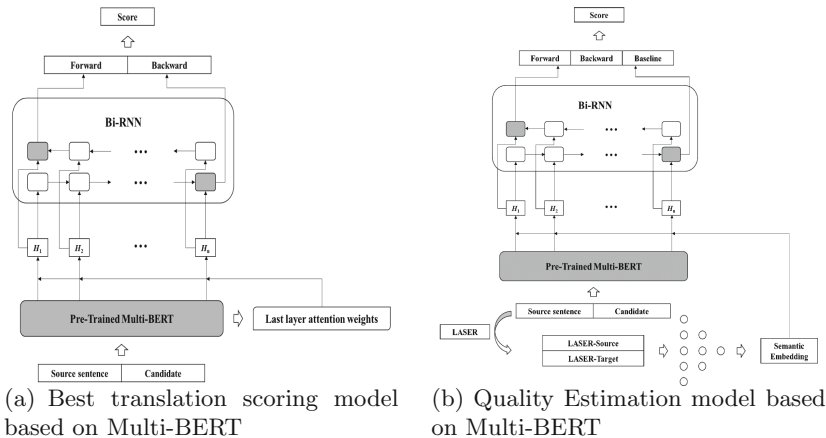 Score
Forward Backward
Bi-RNN
•••
•••
H1 H2 ••• Hn
Pre-Trained Multi-BERT
Last layer attention weights
Source sentence Candidate
(a) Best translation scoring model
based on Multi-BERT
Score
Forward Backward Baseline
Bi-RNN
•••
•••
H1 H2 ••• Hn
Pre-Trained Multi-BERT
Source sentence Candidate
LASER
LASER-Source
LASER-Target
Semantic
Embedding
(b) Quality Estimation model based
on Multi-BERT